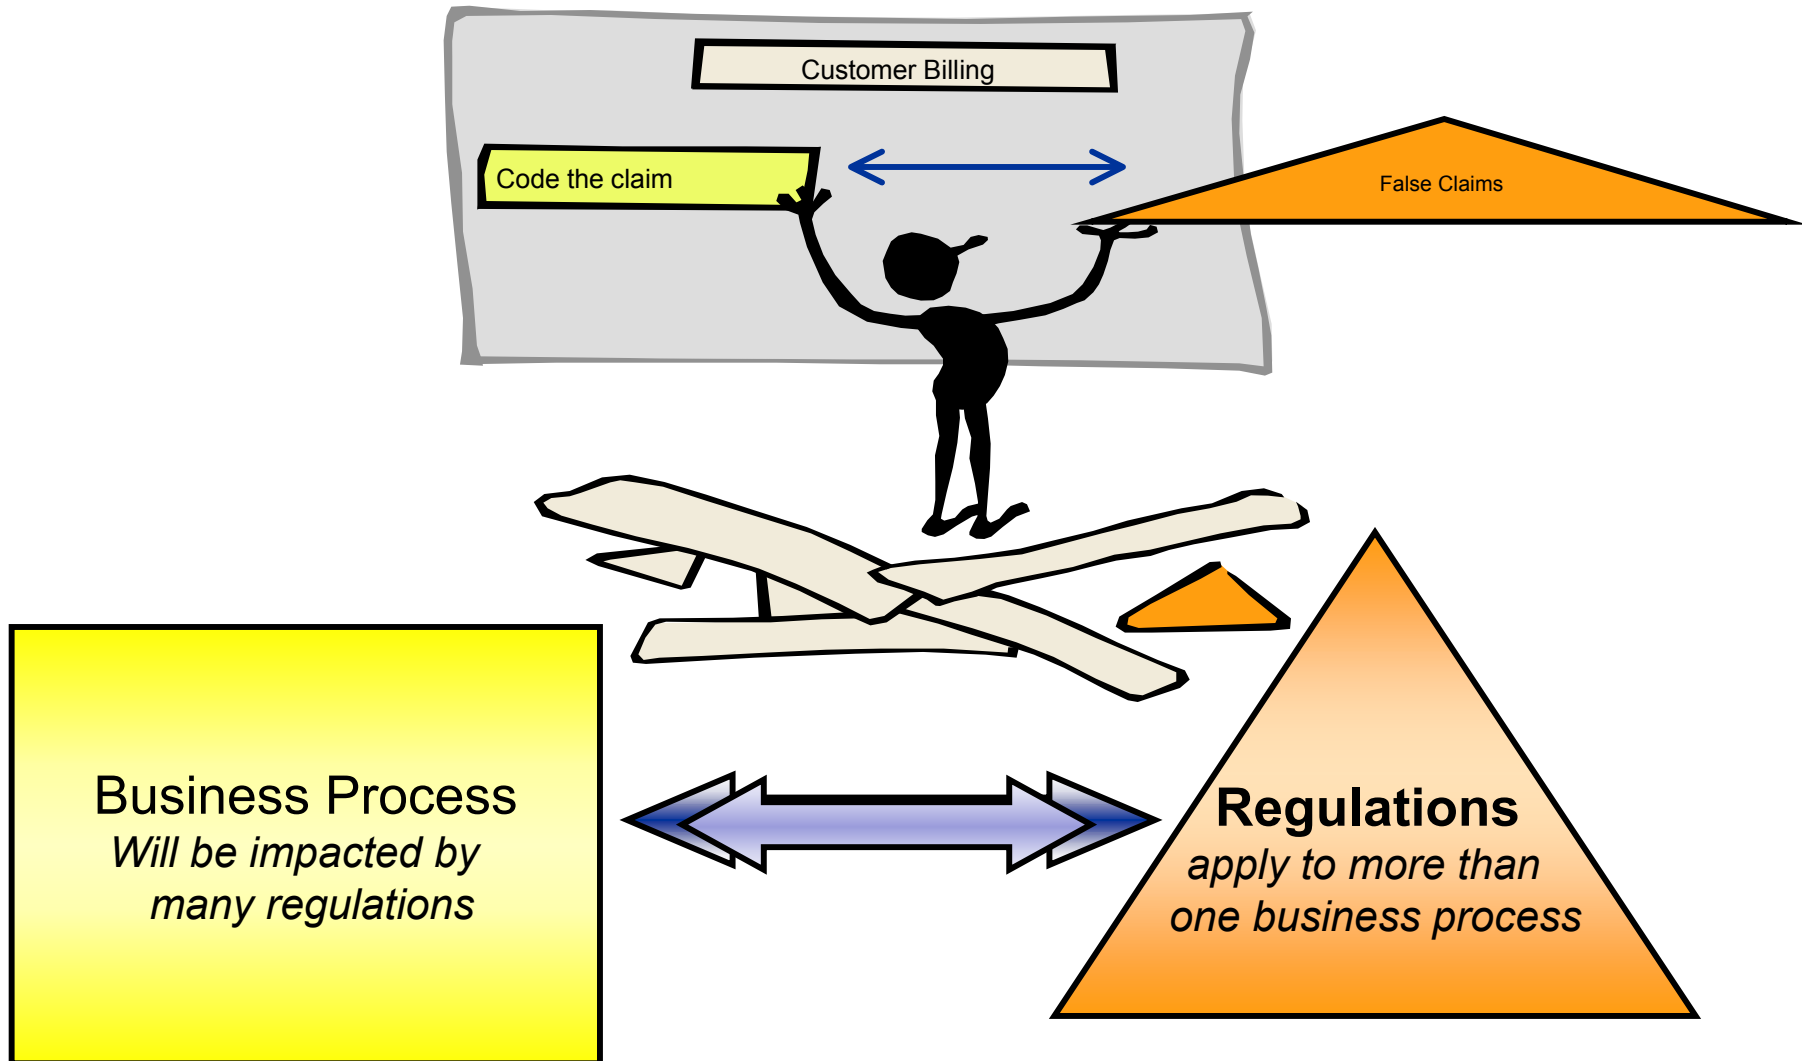 Customer Billing
Code the claim
False Claims
Business Process
Will be impacted by
many regulations
Regulations
apply to more than
one business process